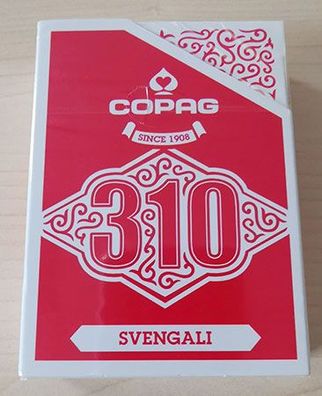 COPAG
SINCE 1908
310
SVENGALI